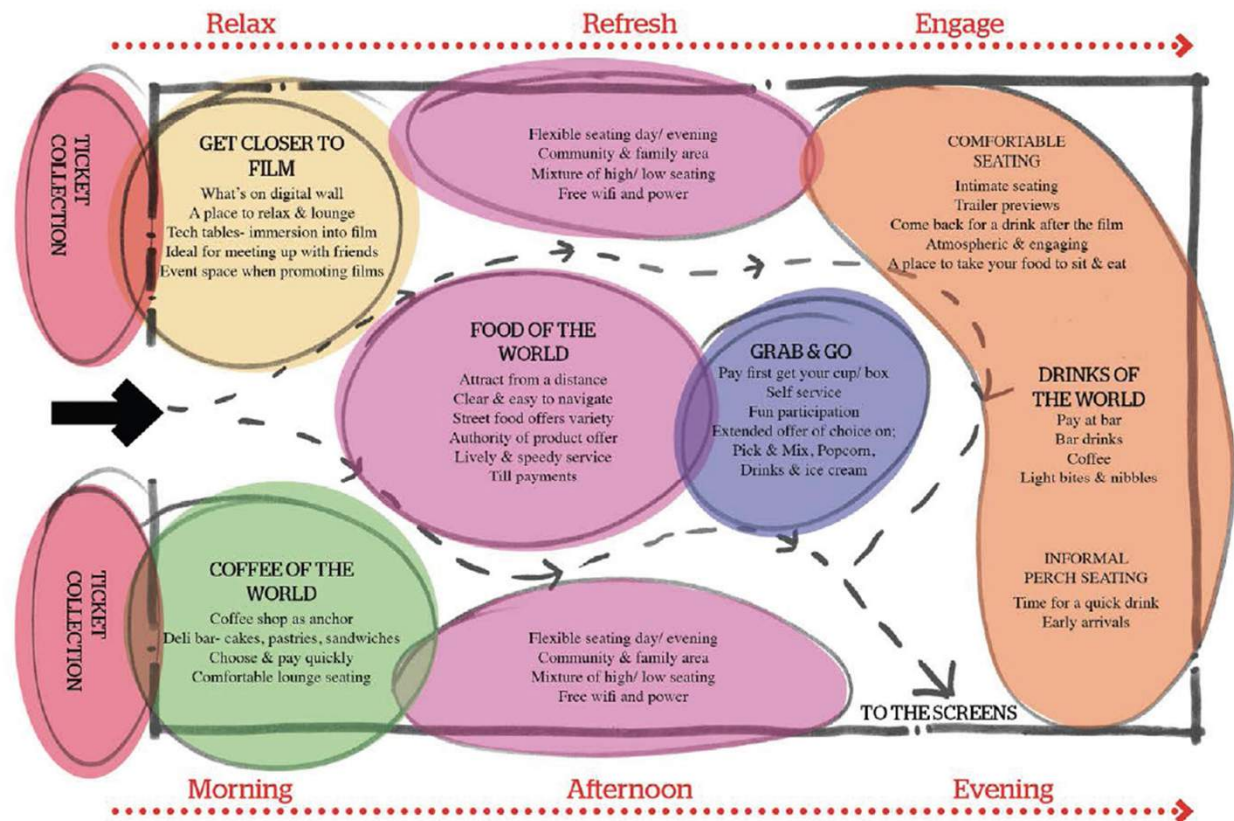 Relax
Refresh
Engage
TICKET
COLLECTION
GET CLOSER TO
FILM
What's on digital wall
A place to relax & lounge
Tech tables- immersion into film
Ideal for meeting up with friends
Event space when promoting films
Flexible seating day/ evening
Community & family area
Mixture of high/ low seating
Free wifi and power
COMFORTABLE
SEATING
Intimate seating
Trailer previews
Come back for a drink after the film
Atmospheric & engaging
A place to take your food to sit & eat
FOOD OF THE
WORLD
Attract from a distance
Clear & easy to navigate
Street food offers variety
Authority of product offer
Lively & speedy service
Till payments
GRAB & GO
Pay first get your cup/ box
Self service
Fun participation
Extended offer of choice on;
Pick & Mix, Popcorn,
Drinks & ice cream
DRINKS OF
THE WORLD
Pay at bar
Bar drinks
Coffee
Light bites & nibbles
TICKET
COLLECTION
COFFEE OF THE
WORLD
Coffee shop as anchor
Deli bar- cakes, pastries, sandwiches
Choose & pay quickly
Comfortable lounge seating
Flexible seating day/ evening
Community & family area
Mixture of high/ low seating
Free wifi and power
INFORMAL
PERCH SEATING
Time for a quick drink
Early arrivals
TO THE SCREENS
Morning
Afternoon
Evening